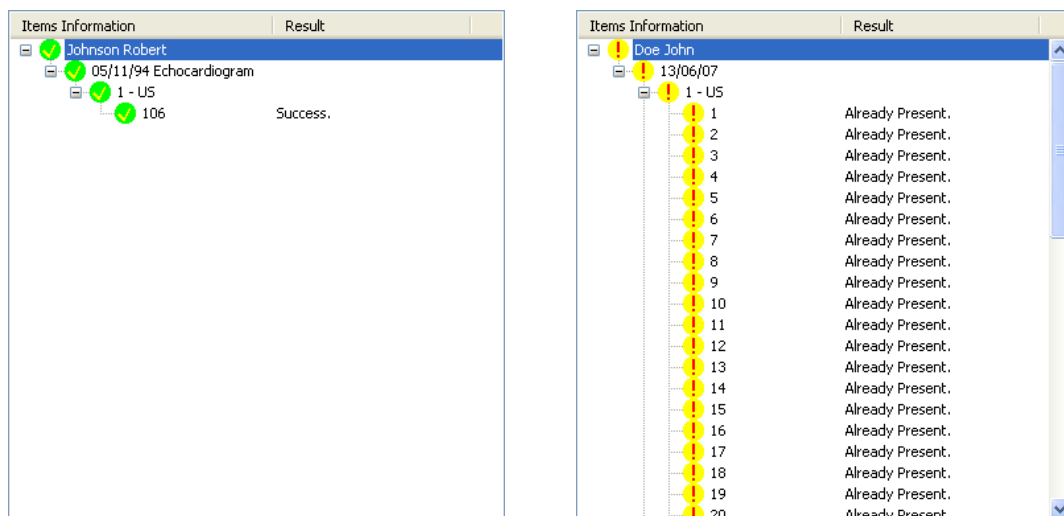 Items Information Result
Johnson Robert
05/11/94 Echocardiogram
1 - US
106 Success.
Items Information Result
Doe John
13/06/07
1 - US
1 Already Present.
2 Already Present.
3 Already Present.
4 Already Present.
5 Already Present.
6 Already Present.
7 Already Present.
8 Already Present.
9 Already Present.
10 Already Present.
11 Already Present.
12 Already Present.
13 Already Present.
14 Already Present.
15 Already Present.
16 Already Present.
17 Already Present.
18 Already Present.
19 Already Present.
20 Already Present.